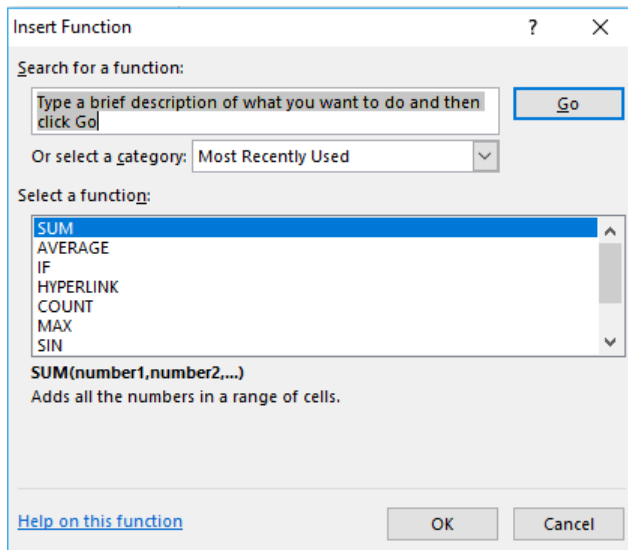 Insert Function
?
Search for a function:
Type a brief description of what you want to do and then
click Go
Go
Or select a category: Most Recently Used
Select a function:
SUM
AVERAGE
IF
HYPERLINK
COUNT
MAX
SIN
SUM(number1,number2,...)
Adds all the numbers in a range of cells.
Help on this function
OK
Cancel